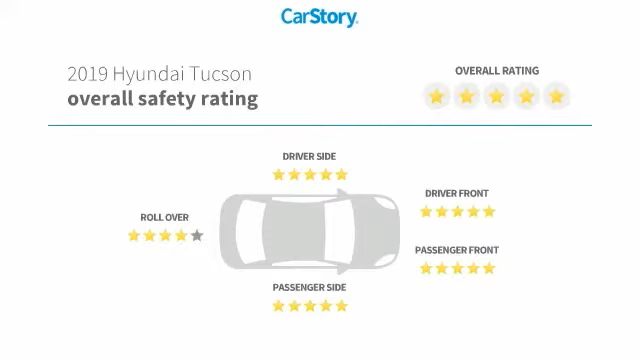 CarStory
2019 Hyundai Tucson
overall safety rating
OVERALL RATING
DRIVER SIDE
DRIVER FRONT
ROLL OVER
PASSENGER FRONT
PASSENGER SIDE